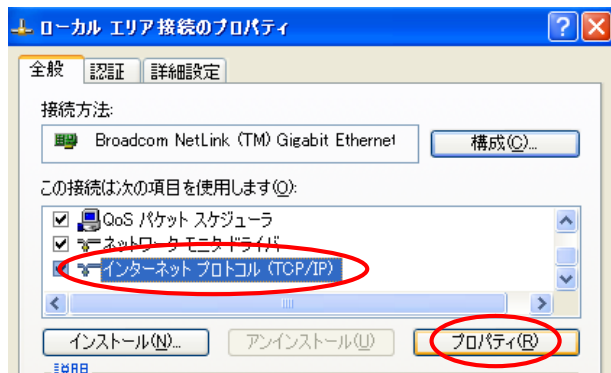 ローカル エリア接続のプロパティ
全般 認証 詳細設定
接続方法:
Broadcom NetLink (TM) Gigabit Ethernet 構成(C)...
この接続は次の項目を使用します(O):
QoS パケット スケジューラ
ネットワーク モニタ ドライバ
インターネット プロトコル (TCP/IP)
インストール(N)... アンインストール(U) プロパティ(R)
説明